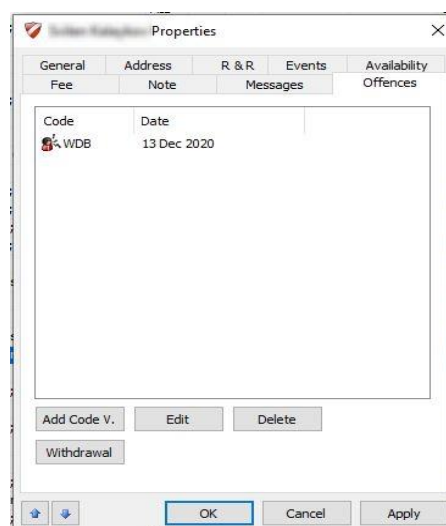 Properties
General Address R & R Events Availability
Fee Note Messages Offences
Code Date
WDB 13 Dec 2020
Add Code V. Edit Delete
Withdrawal
OK Cancel Apply